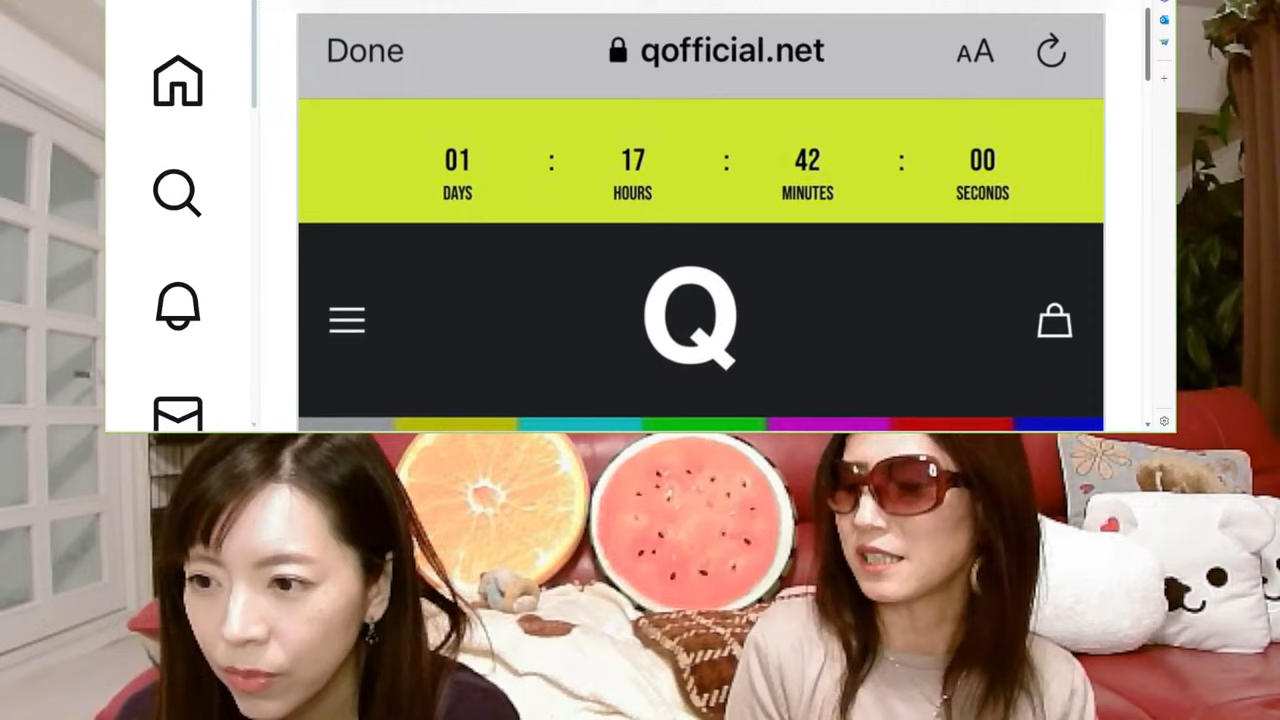 Done qofficial.net AA
01 : 17 : 42 : 00
DAYS HOURS MINUTES SECONDS
Q